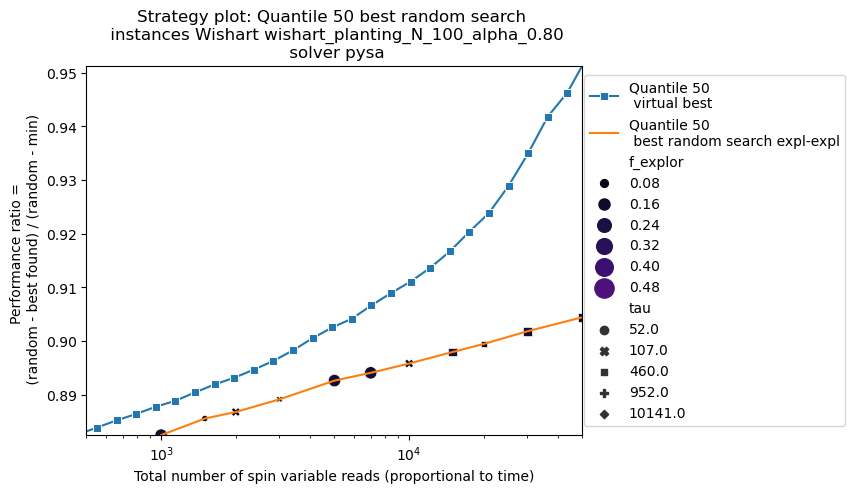 Strategy plot: Quantile 50 best random search
instances Wishart wishart_planting_N_100_alpha_0.80
solver pysa
Performance ratio =
(random - best found) / (random - min)
0.95
0.94
0.93
0.92
0.91
0.90
0.89
10³
10⁴
Total number of spin variable reads (proportional to time)
Quantile 50
virtual best
Quantile 50
best random search expl-expl
f_explor
0.08
0.16
0.24
0.32
0.40
0.48
tau
52.0
107.0
460.0
952.0
10141.0